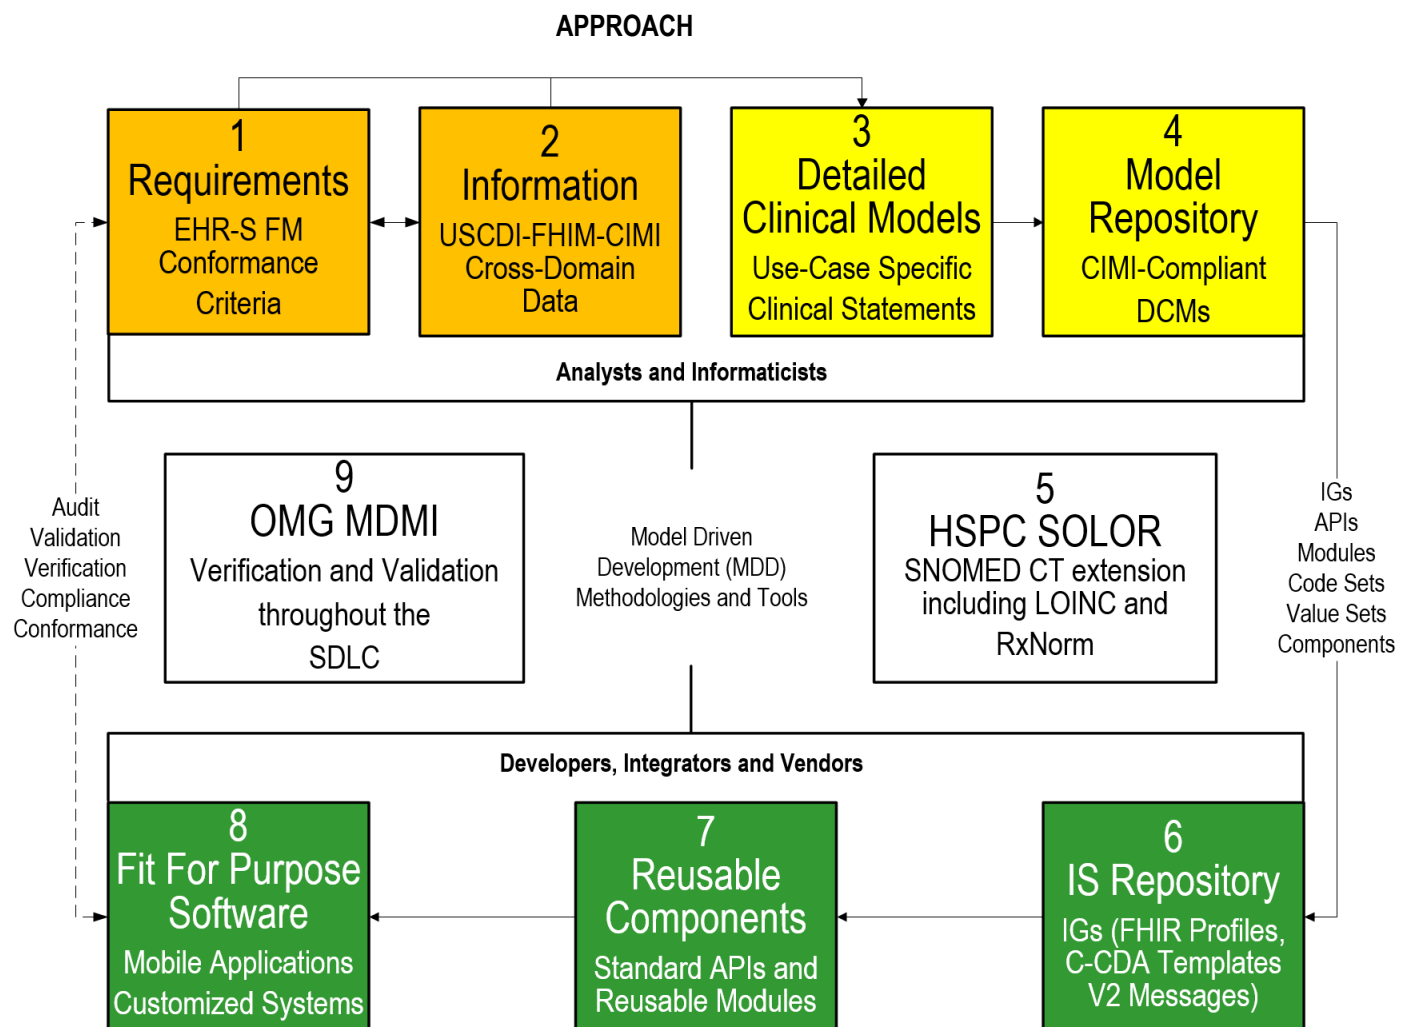 APPROACH
1
Requirements
EHR-S FM
Conformance
Criteria
2
Information
USCDI-FHIM-CIMI
Cross-Domain
Data
3
Detailed
Clinical Models
Use-Case Specific
Clinical Statements
4
Model
Repository
CIMI-Compliant
DCMs
Analysts and Informaticists
Audit
Validation
Verification
Compliance
Conformance
9
OMG MDMI
Verification and Validation
throughout the
SDLC
Model Driven
Development (MDD)
Methodologies and Tools
5
HSPC SOLOR
SNOMED CT extension
including LOINC and
RxNorm
IGs
APIs
Modules
Code Sets
Value Sets
Components
Developers, Integrators and Vendors
8
Fit For Purpose
Software
Mobile Applications
Customized Systems
7
Reusable
Components
Standard APIs and
Reusable Modules
6
IS Repository
IGs (FHIR Profiles,
C-CDA Templates
V2 Messages)